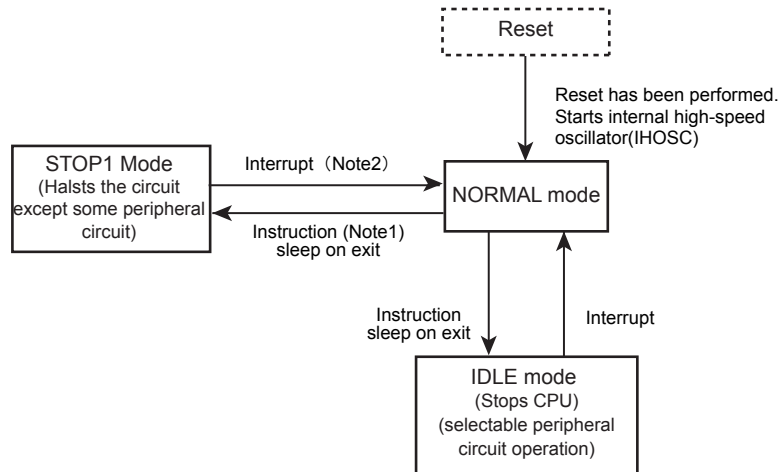 Reset
Reset has been performed.
Starts internal high-speed
oscillator(IHOSC)
STOP1 Mode
(Halsts the circuit
except some peripheral
circuit)
Interrupt（Note2）
NORMAL mode
Instruction (Note1)
sleep on exit
Instruction
sleep on exit
Interrupt
IDLE mode
(Stops CPU)
(selectable peripheral
circuit operation)